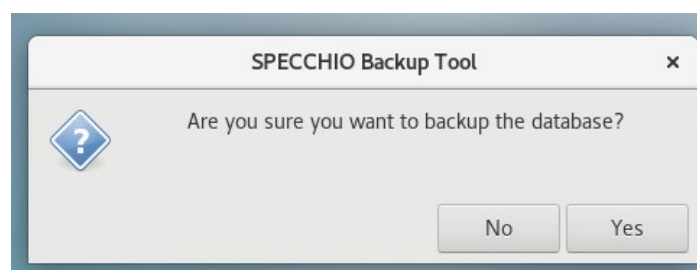 SPECCHIO Backup Tool ×
?
Are you sure you want to backup the database?
No Yes